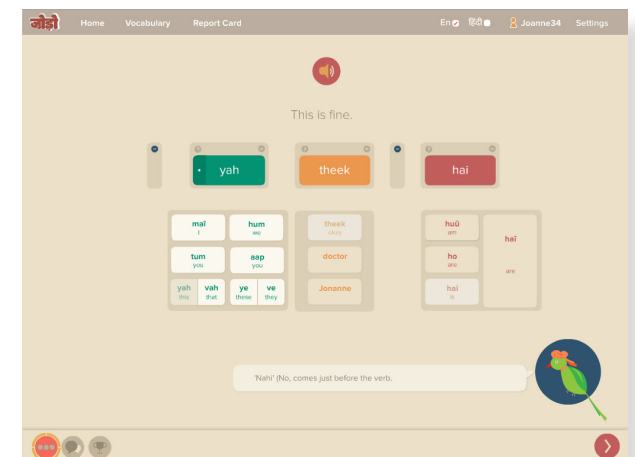 जोड़ो Home Vocabulary Report Card En हिंदी Joanne34 Settings
This is fine.
yah theek hai
maĩ hum theek huũ haĩ
I we okay am are
tum aap doctor ho
you you are
yah vah ye ve Jonanne hai
this that these they is
'Nahi' (No, comes just before the verb.